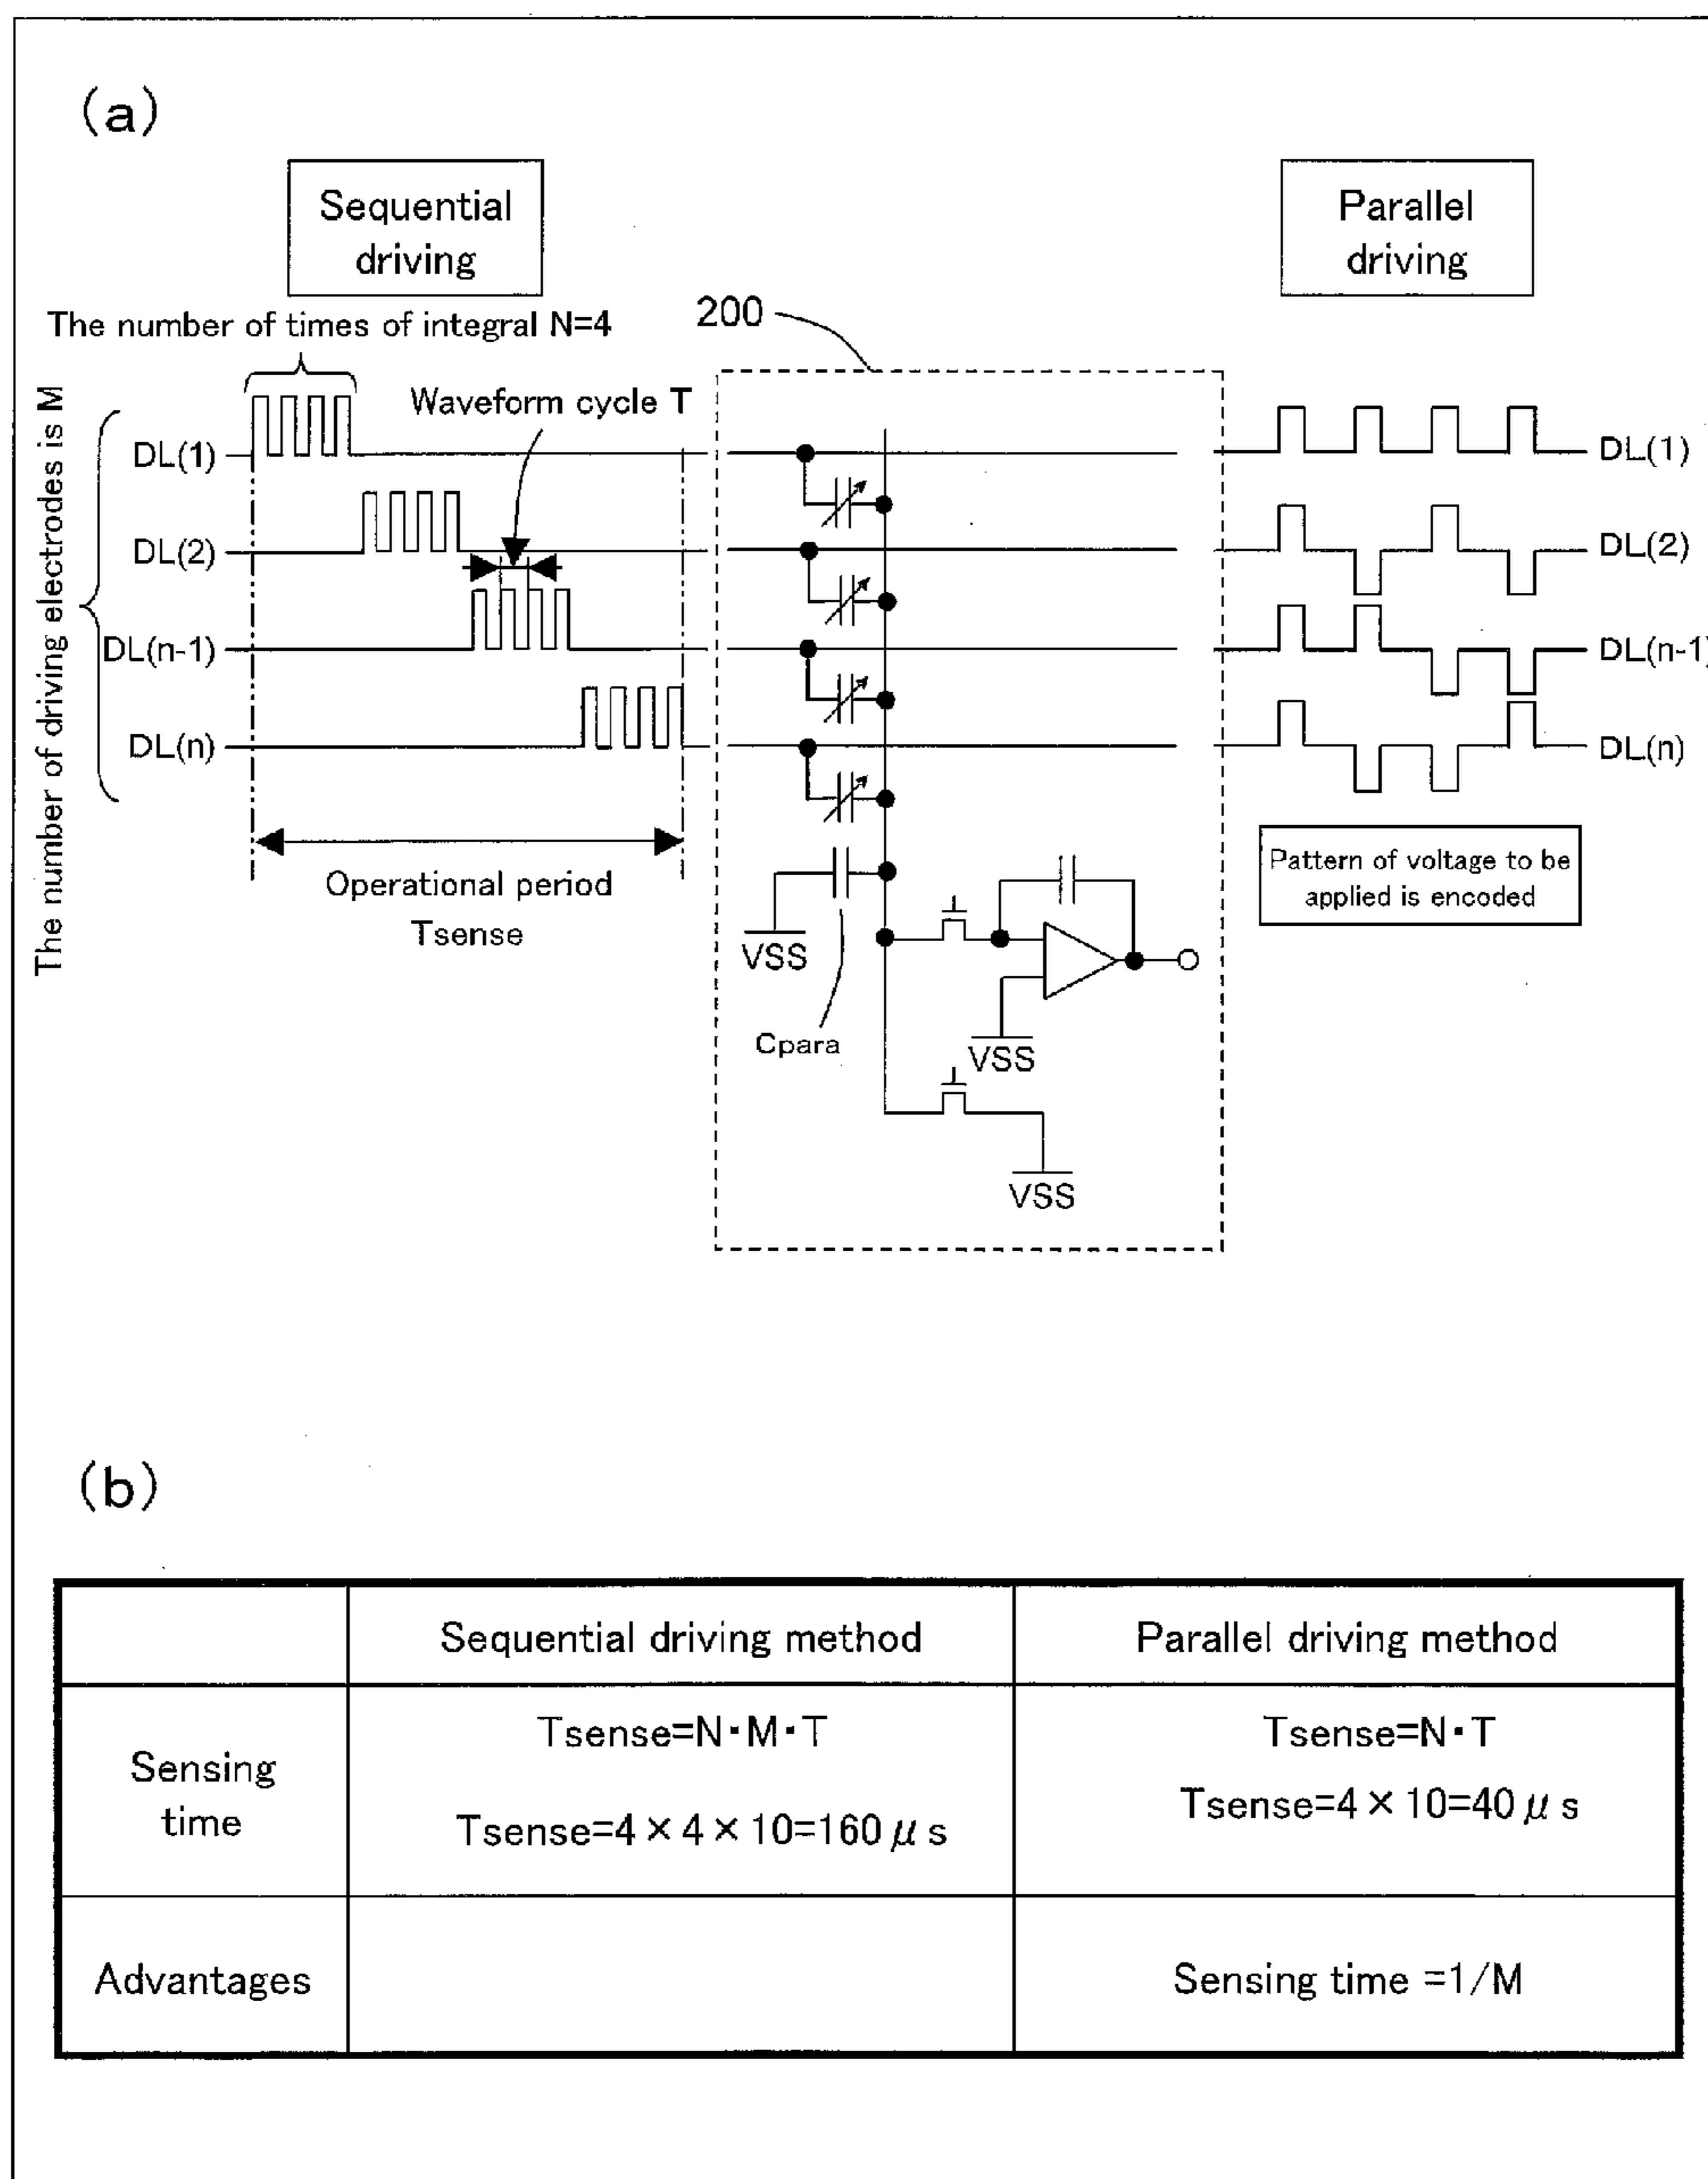 (a)
Sequential
driving
Parallel
driving
The number of times of integral N=4
200
The number of driving electrodes is M
Waveform cycle T
DL(1)
DL(2)
DL(n-1)
DL(n)
DL(1)
DL(2)
DL(n-1)
DL(n)
Operational period
Tsense
Pattern of voltage to be
applied is encoded
VSS
Cpara
VSS
VSS
(b)
Sequential driving method
Parallel driving method
Sensing
time
Tsense=N・M・T
Tsense=4×4×10=160μs
Tsense=N・T
Tsense=4×10=40μs
Advantages
Sensing time =1/M